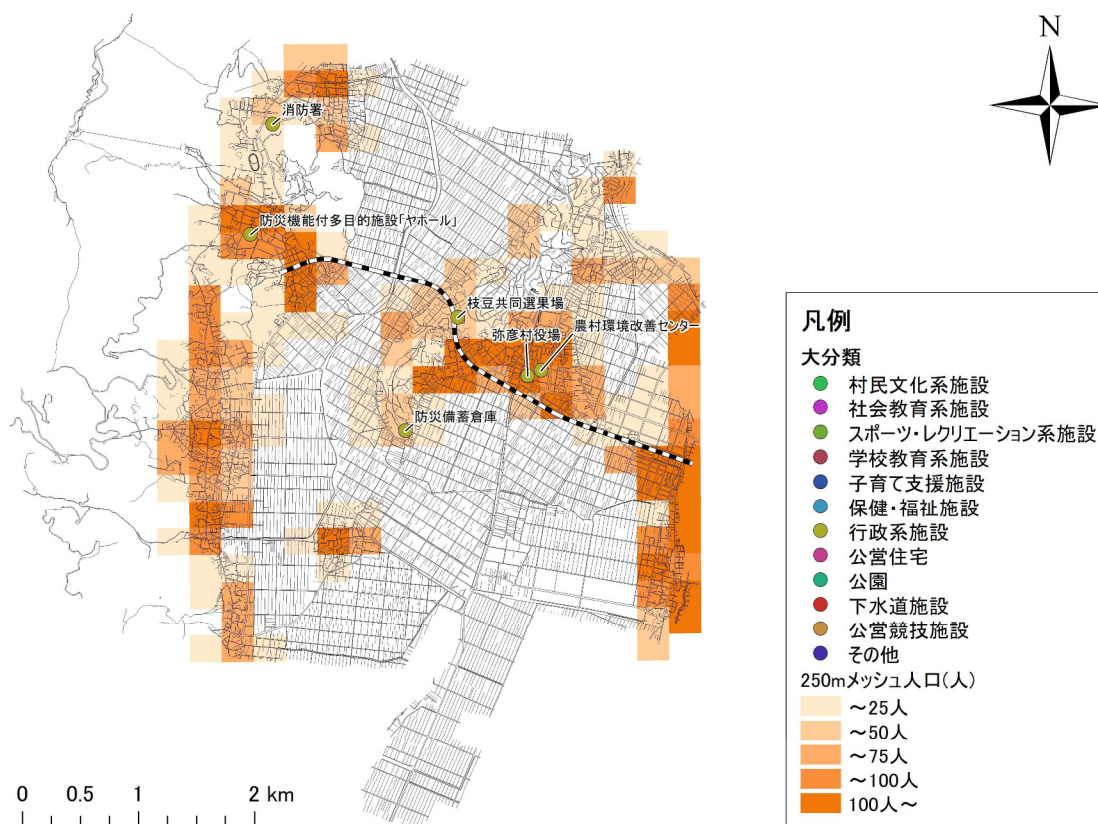 N
消防署
防災機能付多目的施設「ヤホール」
枝豆共同選果場
農村環境改善センター
弥彦村役場
防災備蓄倉庫
凡例
大分類
村民文化系施設
社会教育系施設
スポーツ・レクリエーション系施設
学校教育系施設
子育て支援施設
保健・福祉施設
行政系施設
公営住宅
公園
下水道施設
公営競技施設
その他
250mメッシュ人口(人)
～25人
～50人
～75人
～100人
100人～
0 0.5 1 2 km